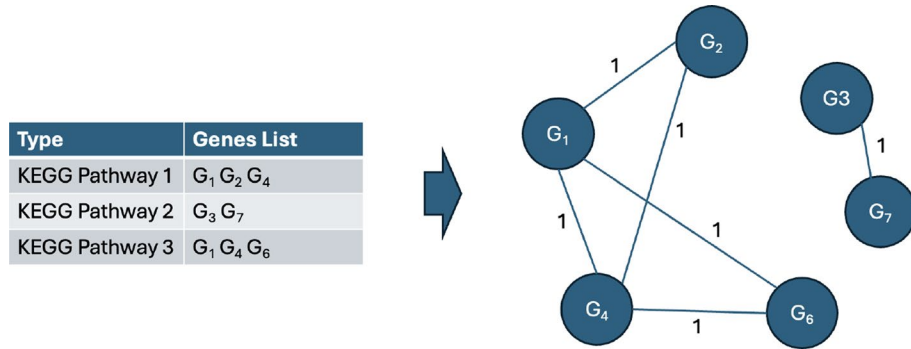 Type Genes List
KEGG Pathway 1 G₁ G₂ G₄
KEGG Pathway 2 G₃ G₇
KEGG Pathway 3 G₁ G₄ G₆
G₂
1
G3
1
1
G₁
1
G₇
1
1
G₄
1
G₆